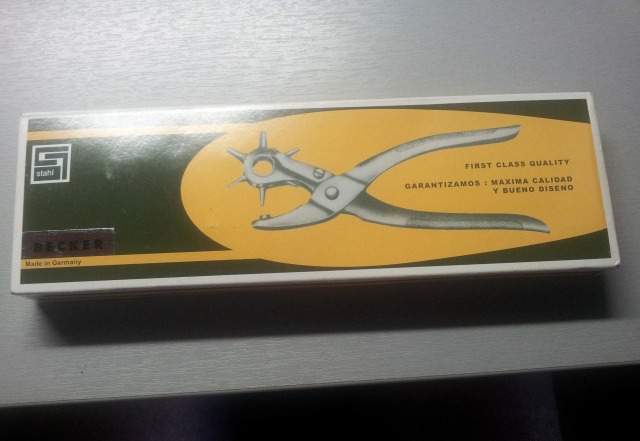 stahl
BECKER
Made in Germany
FIRST CLASS QUALITY
GARANTIZAMOS : MAXIMA CALIDAD
Y BUENO DISENO